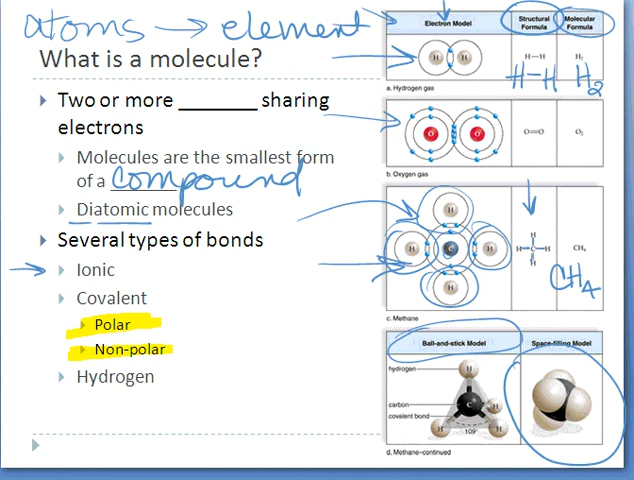 atoms → element
What is a molecule?
Two or more ________ sharing
electrons
Molecules are the smallest form
of a compound
Diatomic molecules
Several types of bonds
Ionic
Covalent
Polar
Non-polar
Hydrogen
Electron Model
Structural
Formula
Molecular
Formula
H H
H—H
H₂
H-H
H2
a. Hydrogen gas
O O
O=O
O₂
b. Oxygen gas
H
H C H
H
H
H—C—H
H
CH₄
CH4
c. Methane
Ball-and-stick Model
Space-filling Model
hydrogen
H
carbon
C
covalent bond
H
H
H
109°
d. Methane–continued